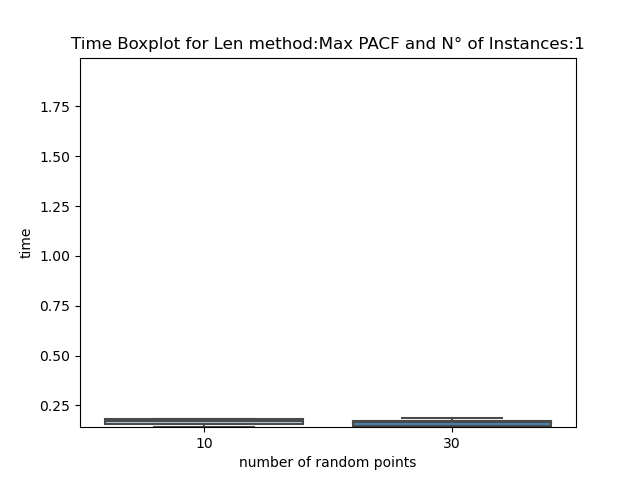 Time Boxplot for Len method:Max PACF and N° of Instances:1
1.75
1.50
1.25
1.00
0.75
0.50
0.25
time
10 30
number of random points